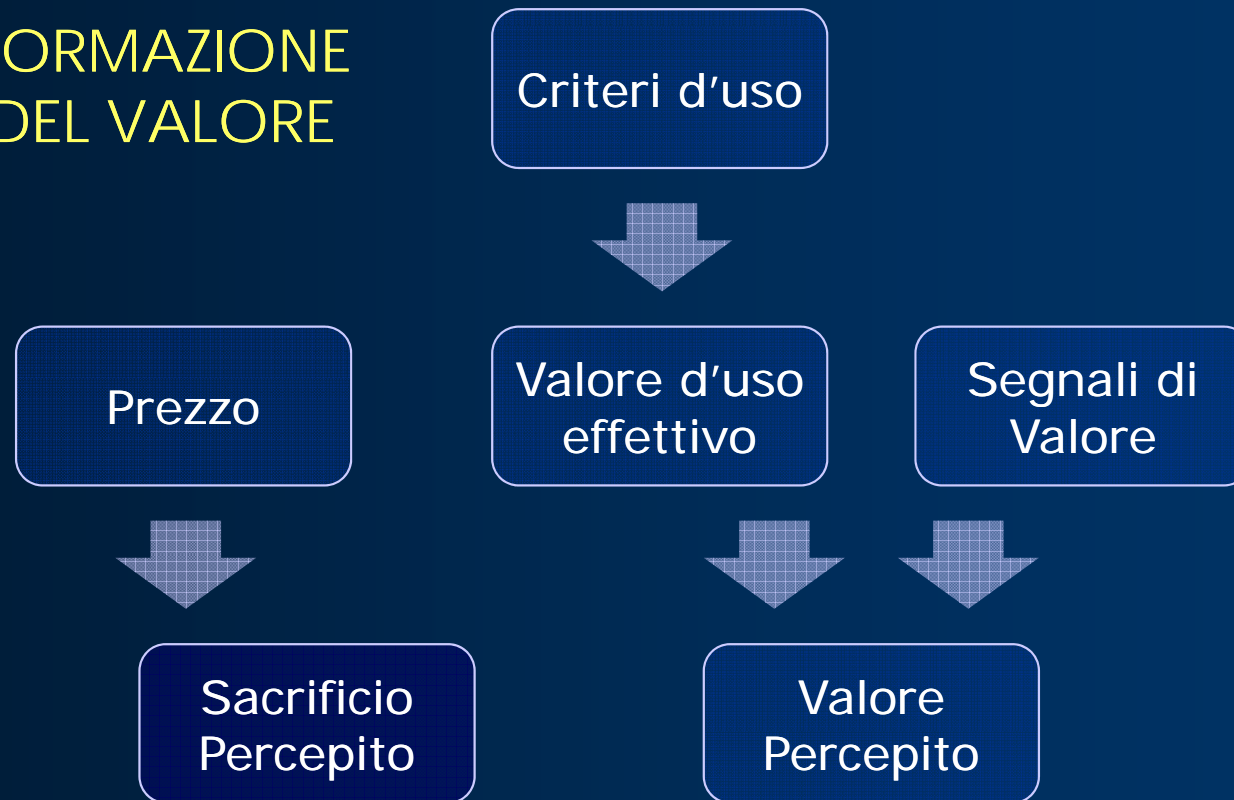 ORMAZIONE
DEL VALORE
Criteri d'uso
Prezzo
Valore d'uso
effettivo
Segnali di
Valore
Sacrificio
Percepito
Valore
Percepito